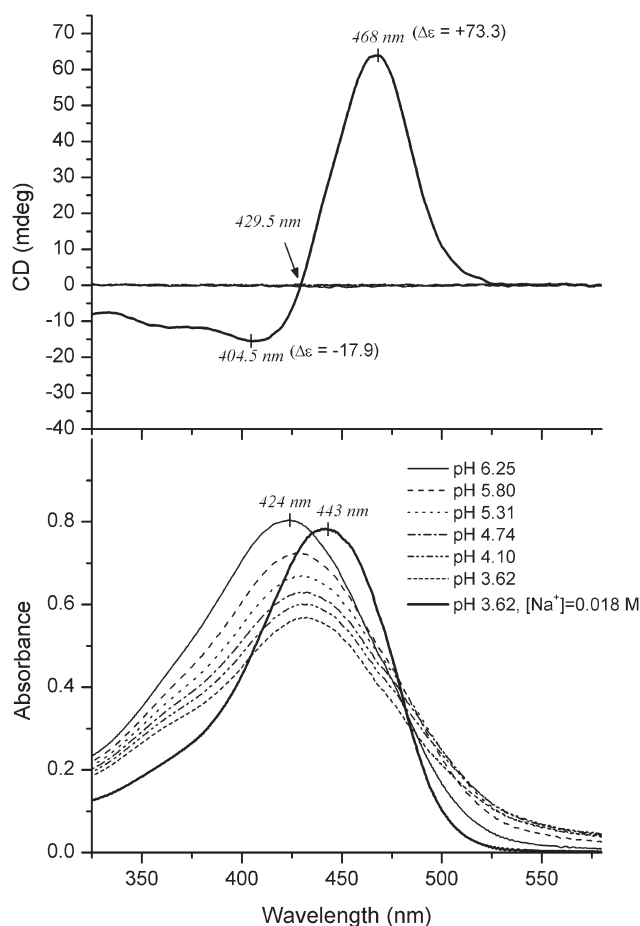 70
60
50
40
30
20
10
0
-10
-20
-30
-40
CD (mdeg)
468 nm (Δε = +73.3)
429.5 nm
404.5 nm (Δε = -17.9)
0.8
0.6
0.4
0.2
0.0
Absorbance
424 nm
443 nm
pH 6.25
pH 5.80
pH 5.31
pH 4.74
pH 4.10
pH 3.62
pH 3.62, [Na⁺]=0.018 M
350 400 450 500 550
Wavelength (nm)